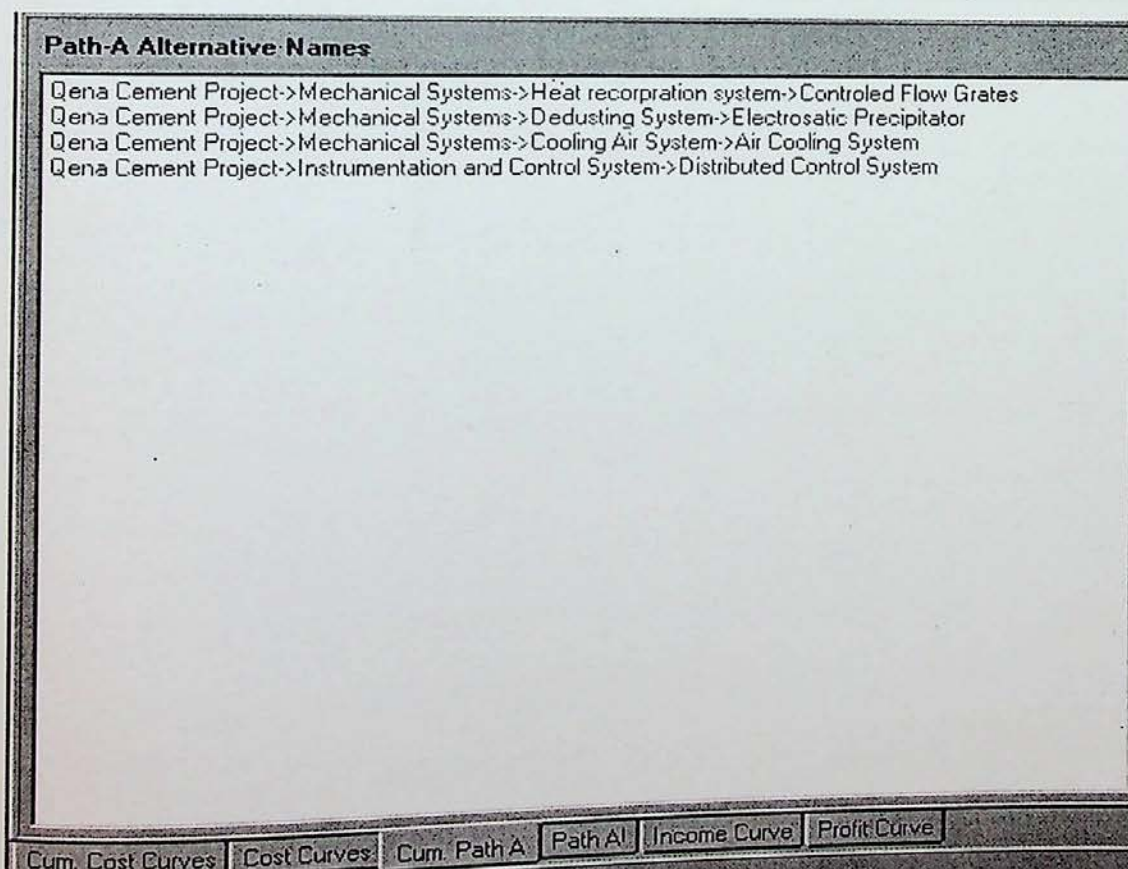 Path-A Alternative Names
Qena Cement Project->Mechanical Systems->Heat recorpration system->Controled Flow Grates
Qena Cement Project->Mechanical Systems->Dedusting System->Electrosatic Precipitator
Qena Cement Project->Mechanical Systems->Cooling Air System->Air Cooling System
Qena Cement Project->Instrumentation and Control System->Distributed Control System
Cum. Cost Curves Cost Curves Cum. Path A Path Al Income Curve Profit Curve